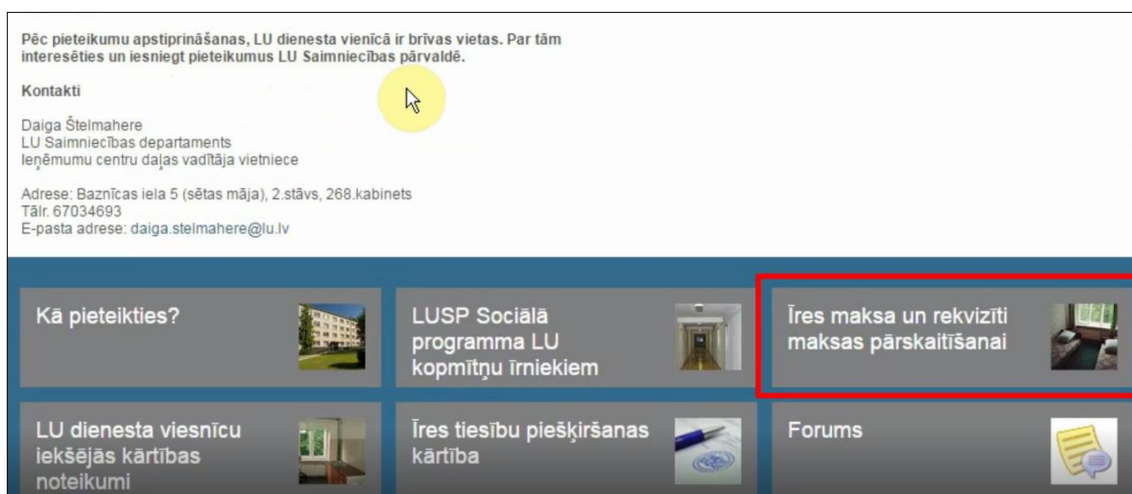 Pēc pieteikumu apstiprināšanas, LU dienesta vienīcā ir brīvas vietas. Par tām
interesēties un iesniegt pieteikumus LU Saimniecības pārvaldē.
Kontakti
Daiga Štelmahere
LU Saimniecības departaments
Ieņēmumu centru daļas vadītāja vietniece
Adrese: Baznīcas iela 5 (sētas māja), 2.stāvs, 268.kabinets
Tālr. 67034693
E-pasta adrese: daiga.stelmahere@lu.lv
Kā pieteikties?
LUSP Sociālā
programma LU
kopmītņu īrniekiem
Īres maksa un rekvizīti
maksas pārskaitīšanai
LU dienesta viesnīcu
iekšējās kārtības
noteikumi
Īres tiesību piešķiršanas
kārtība
Forums